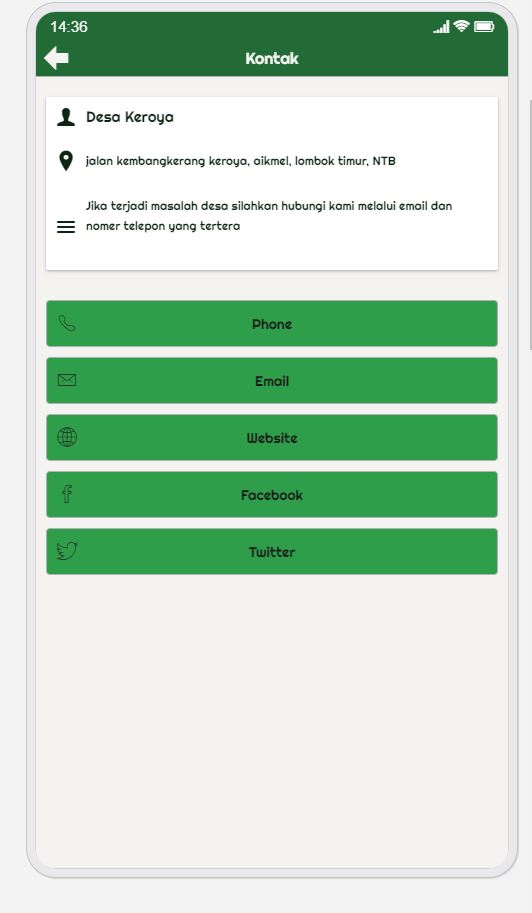 14:36
Kontak
Desa Keroya
jalan kembangkerang keroya, aikmel, lombok timur, NTB
Jika terjadi masalah desa silahkan hubungi kami melalui email dan
nomer telepon yang tertera
Phone
Email
Website
Facebook
Twitter